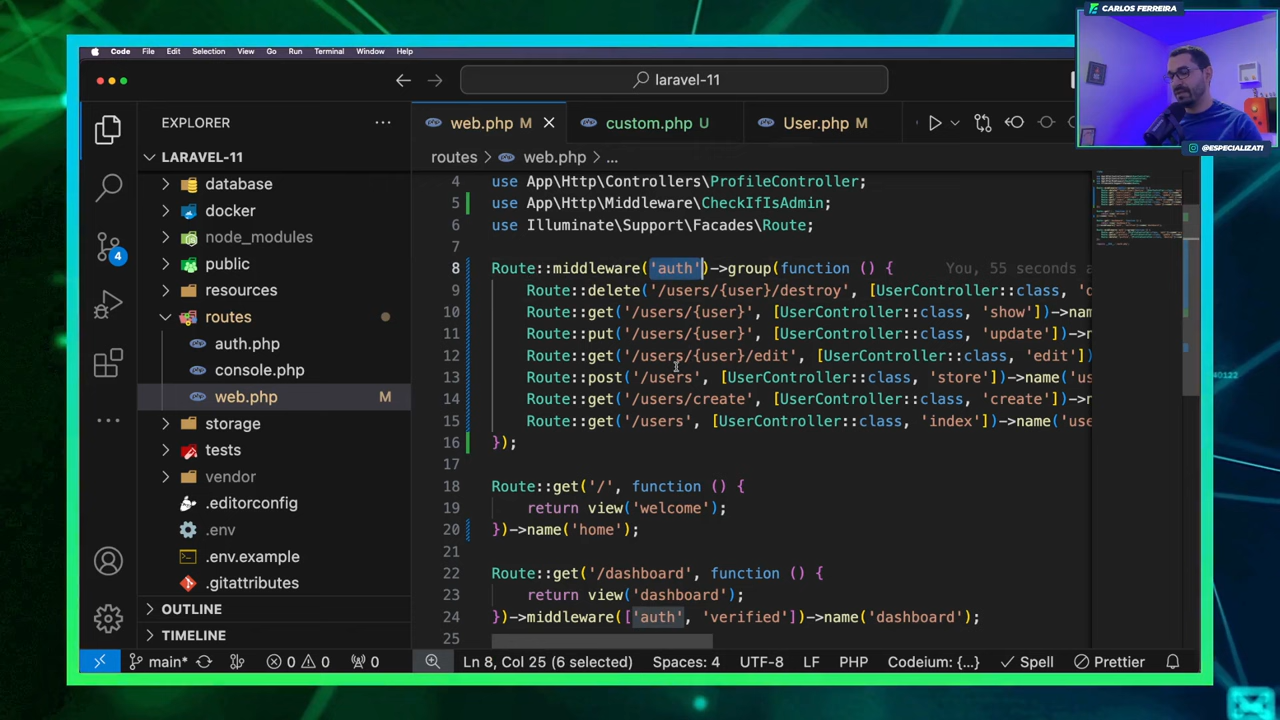 CARLOS FERREIRA
Code File Edit Selection View Go Run Terminal Window Help
laravel-11
EXPLORER
web.php M
custom.php U
User.php M
@ESPECIALIZATI
LARAVEL-11
routes > web.php > ...
database
docker
node_modules
public
resources
routes
auth.php
console.php
web.php M
storage
tests
vendor
.editorconfig
.env
.env.example
.gitattributes
OUTLINE
TIMELINE
4
4 use App\Http\Controllers\ProfileController;
5 use App\Http\Middleware\CheckIfIsAdmin;
6 use Illuminate\Support\Facades\Route;
7
8 Route::middleware('auth')->group(function () { You, 55 seconds a
9 Route::delete('/users/{user}/destroy', [UserController::class, 'd
10 Route::get('/users/{user}', [UserController::class, 'show'])->nam
11 Route::put('/users/{user}', [UserController::class, 'update'])->n
12 Route::get('/users/{user}/edit', [UserController::class, 'edit'])
13 Route::post('/users', [UserController::class, 'store'])->name('us
14 Route::get('/users/create', [UserController::class, 'create'])->n
15 Route::get('/users', [UserController::class, 'index'])->name('use
16 });
17
18 Route::get('/', function () {
19 return view('welcome');
20 })->name('home');
21
22 Route::get('/dashboard', function () {
23 return view('dashboard');
24 })->middleware(['auth', 'verified'])->name('dashboard');
25
main* 0 0 0 Ln 8, Col 25 (6 selected) Spaces: 4 UTF-8 LF PHP Codeium: {...} Spell Prettier